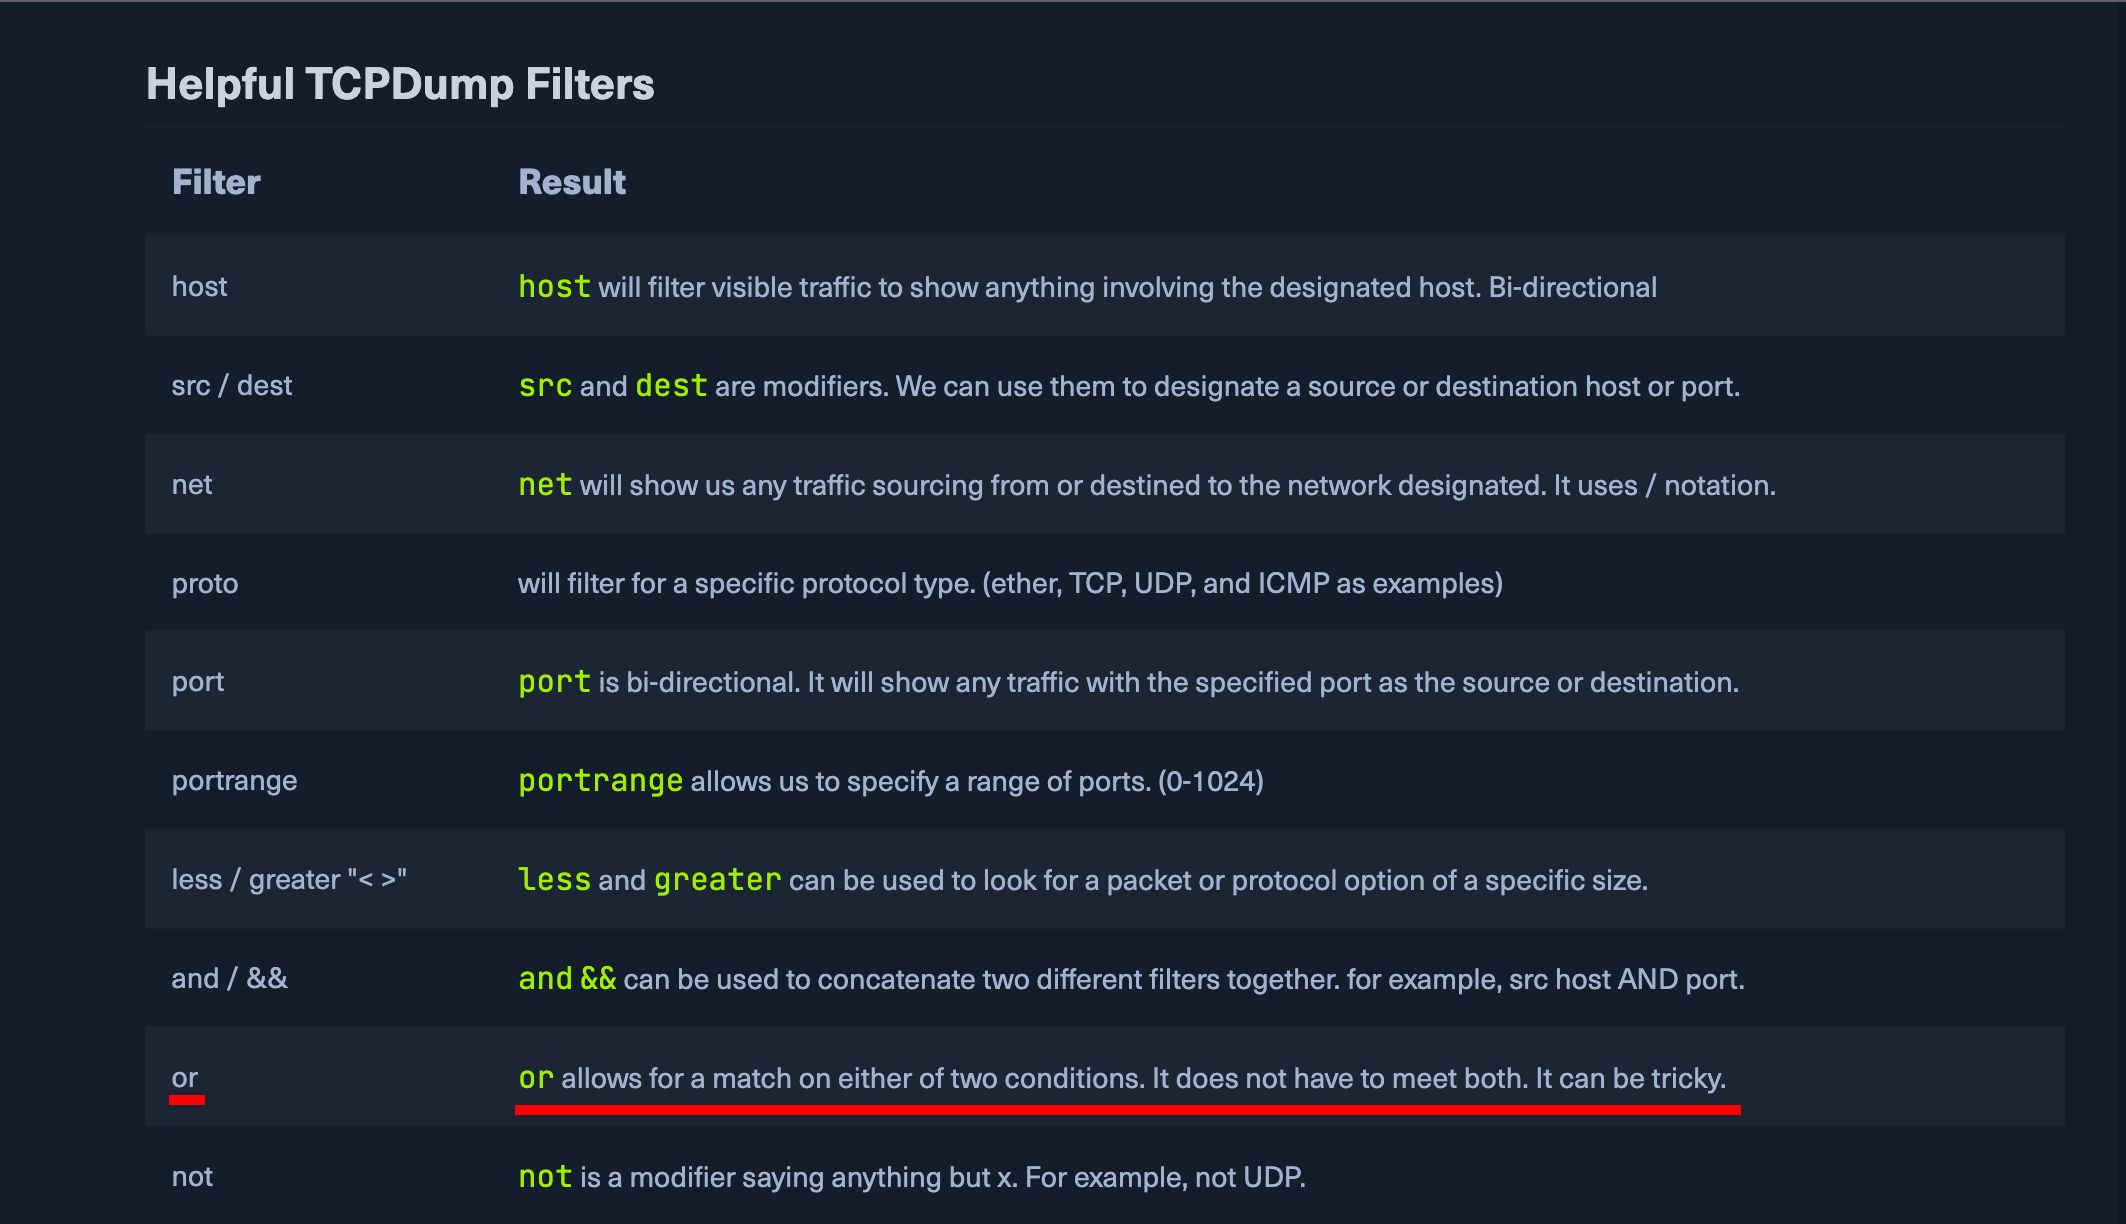 Helpful TCPDump Filters
Filter Result
host host will filter visible traffic to show anything involving the designated host. Bi-directional
src / dest src and dest are modifiers. We can use them to designate a source or destination host or port.
net net will show us any traffic sourcing from or destined to the network designated. It uses / notation.
proto will filter for a specific protocol type. (ether, TCP, UDP, and ICMP as examples)
port port is bi-directional. It will show any traffic with the specified port as the source or destination.
portrange portrange allows us to specify a range of ports. (0-1024)
less / greater "< >" less and greater can be used to look for a packet or protocol option of a specific size.
and / && and && can be used to concatenate two different filters together. for example, src host AND port.
or or allows for a match on either of two conditions. It does not have to meet both. It can be tricky.
not not is a modifier saying anything but x. For example, not UDP.